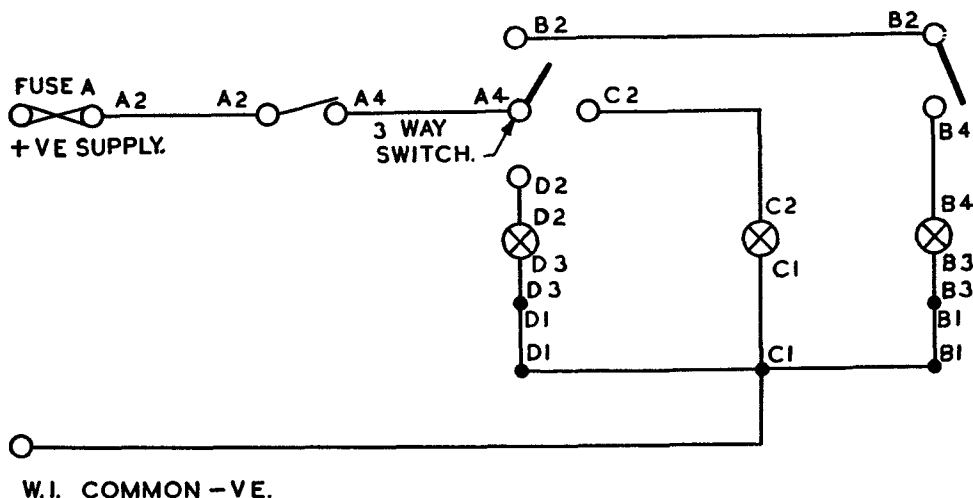 B2
B2
FUSE A
A2
A2
A4
A4
C2
+VE SUPPLY.
3 WAY
SWITCH.
B4
D2
D2
C2
B4
D3
C1
B3
D3
B3
D1
B1
D1
C1
B1
W.I. COMMON -VE.